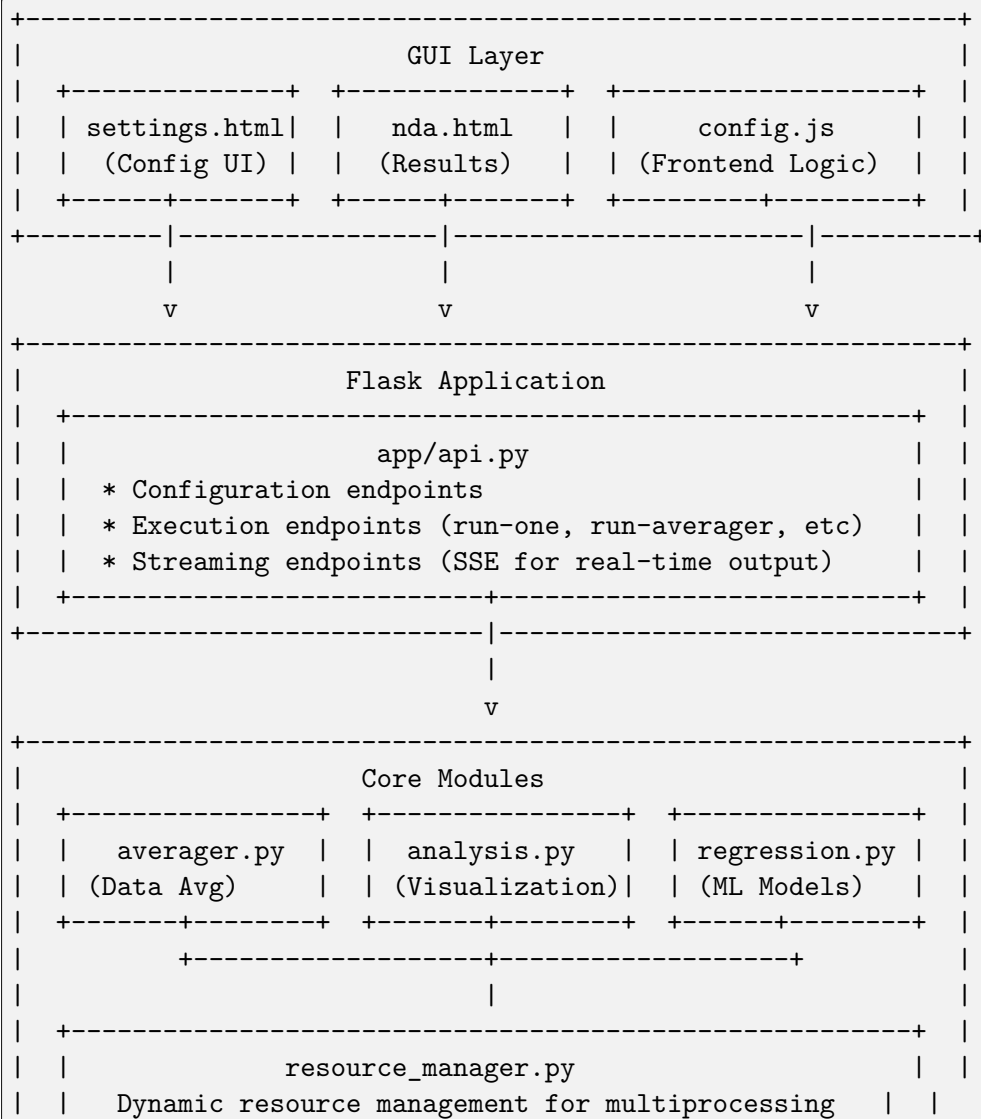 +-------------------------------------------------------------+
|                         GUI Layer                           |
|  +--------------+  +--------------+  +-------------------+  |
|  | settings.html|  |   nda.html   |  |     config.js     |  |
|  |  (Config UI) |  |  (Results)   |  | (Frontend Logic)  |  |
|  +------+-------+  +------+-------+  +---------+---------+  |
+---------|-----------------|-----------------------|----------+
          |                 |                       |
          v                 v                       v
+-------------------------------------------------------------+
|                     Flask Application                       |
|  +-------------------------------------------------------+  |
|  |                    app/api.py                         |  |
|  |  * Configuration endpoints                            |  |
|  |  * Execution endpoints (run-one, run-averager, etc)   |  |
|  |  * Streaming endpoints (SSE for real-time output)     |  |
|  +---------------------------+---------------------------+  |
+------------------------------|------------------------------+
                               |
                               v
+-------------------------------------------------------------+
|                      Core Modules                           |
|  +----------------+  +----------------+  +---------------+  |
|  |   averager.py  |  |  analysis.py   |  | regression.py |  |
|  | (Data Avg)     |  | (Visualization)|  | (ML Models)   |  |
|  +-------+--------+  +-------+--------+  +------+--------+  |
|          +-------------------+-------------------+          |
|                              |                              |
|  +-------------------------------------------------------+  |
|  |              resource_manager.py                      |  |
|  |   Dynamic resource management for multiprocessing   |  |